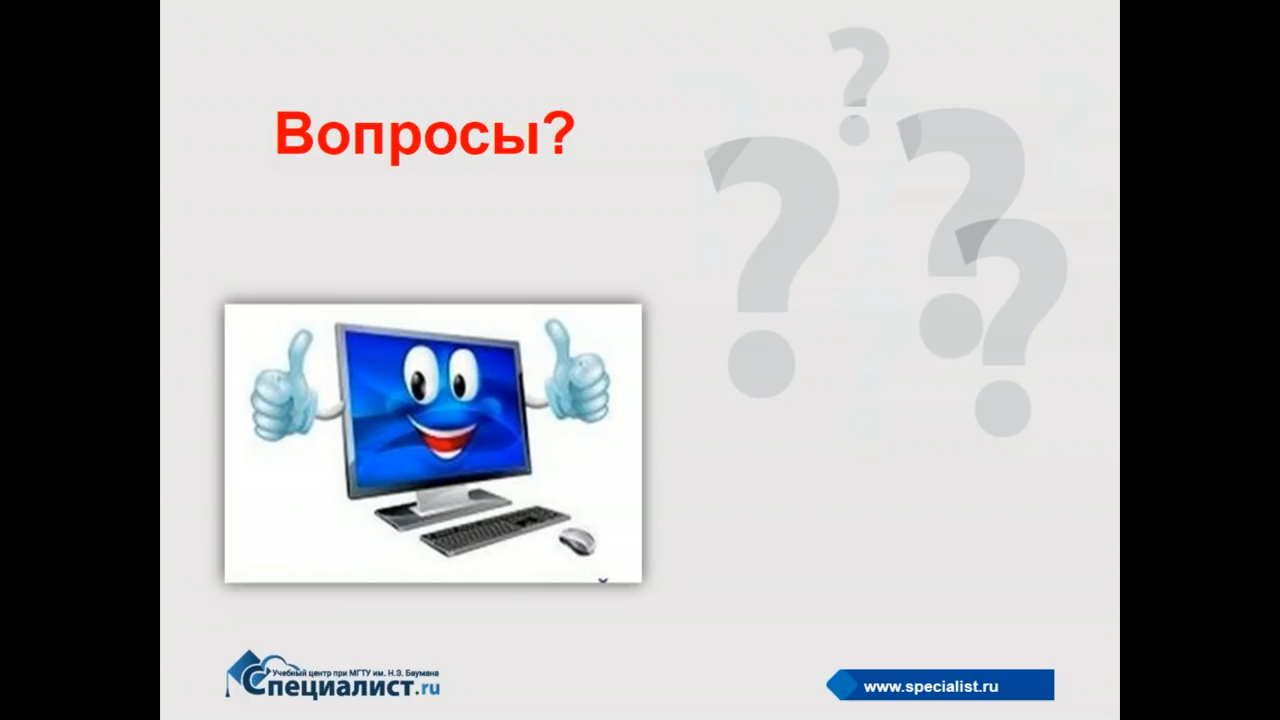 Вопросы?
Учебный центр при МГТУ им. Н.Э. Баумана
Специалист.ru
www.specialist.ru